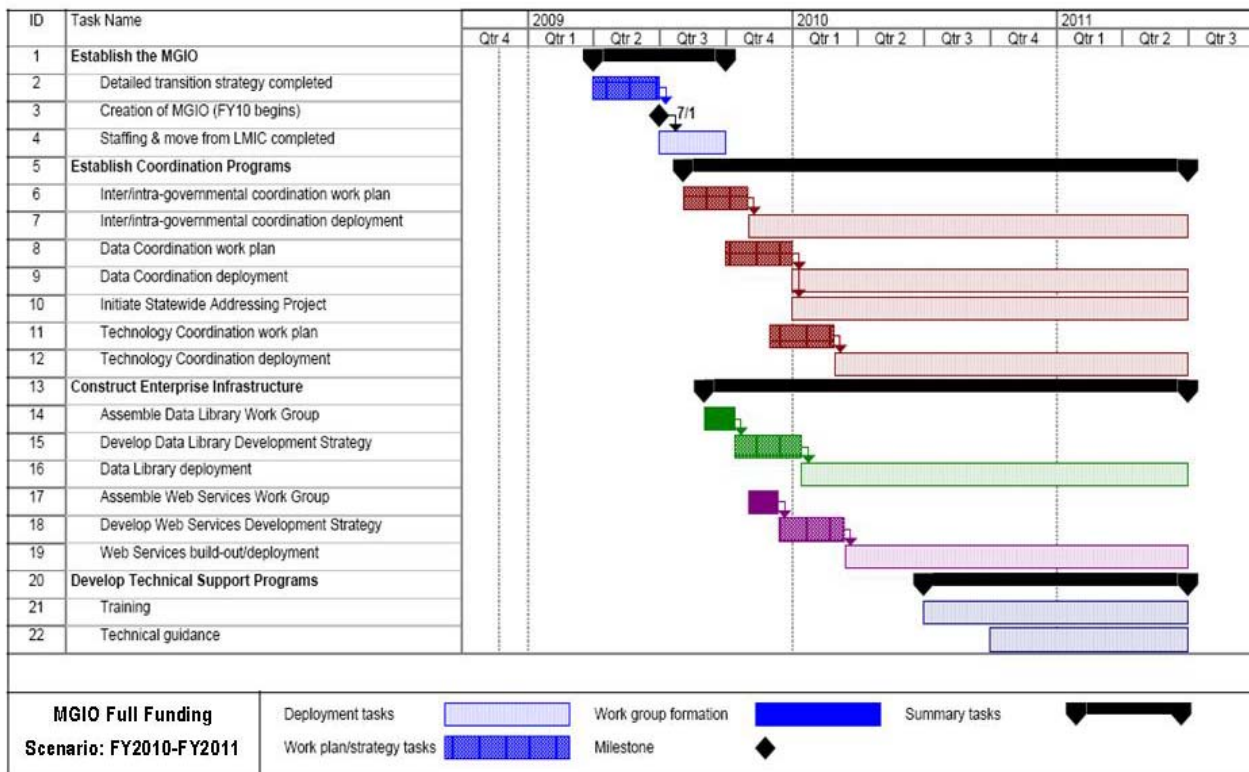 ID Task Name 2009 2010 2011
Qtr 4 Qtr 1 Qtr 2 Qtr 3 Qtr 4 Qtr 1 Qtr 2 Qtr 3 Qtr 4 Qtr 1 Qtr 2 Qtr 3
1 Establish the MGIO
2 Detailed transition strategy completed
3 Creation of MGIO (FY10 begins) 7/1
4 Staffing & move from LMIC completed
5 Establish Coordination Programs
6 Inter/intra-governmental coordination work plan
7 Inter/intra-governmental coordination deployment
8 Data Coordination work plan
9 Data Coordination deployment
10 Initiate Statewide Addressing Project
11 Technology Coordination work plan
12 Technology Coordination deployment
13 Construct Enterprise Infrastructure
14 Assemble Data Library Work Group
15 Develop Data Library Development Strategy
16 Data Library deployment
17 Assemble Web Services Work Group
18 Develop Web Services Development Strategy
19 Web Services build-out/deployment
20 Develop Technical Support Programs
21 Training
22 Technical guidance
MGIO Full Funding
Scenario: FY2010-FY2011
Deployment tasks Work group formation Summary tasks
Work plan/strategy tasks Milestone